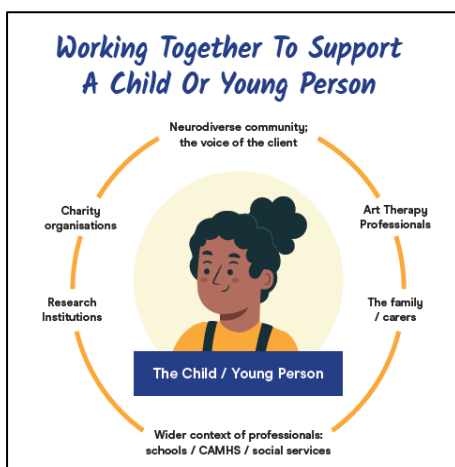 Working Together To Support
A Child Or Young Person
Neurodiverse community;
the voice of the client
Charity
organisations
Art Therapy
Professionals
Research
Institutions
The family
/ carers
The Child / Young Person
Wider context of professionals:
schools / CAMHS / social services